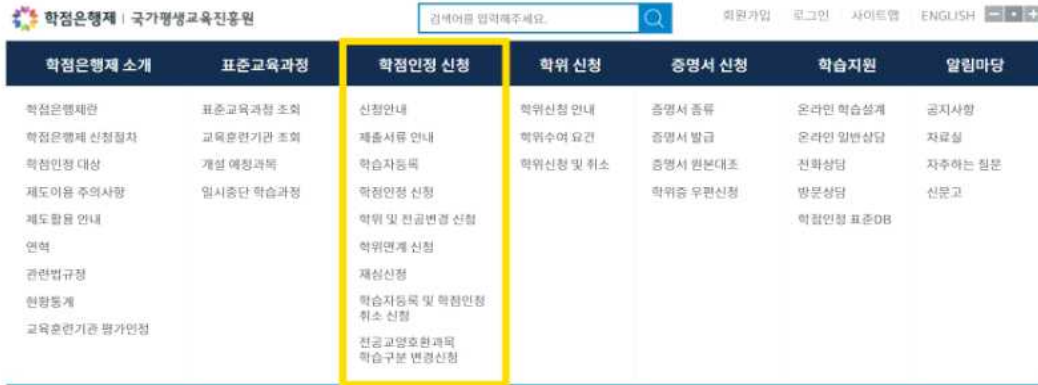 학점은행제 | 국가평생교육진흥원
검색어를 입력해주세요.
회원가입 로그인 사이트맵 ENGLISH
학점은행제 소개
표준교육과정
학점인정 신청
학위 신청
증명서 신청
학습지원
알림마당
학점은행제란
학점은행제 신청절차
학점인정 대상
제도이용 주의사항
제도활용 안내
연혁
관련법규정
현황통계
교육훈련기관 평가인정
표준교육과정 조회
교육훈련기관 조회
개설 예정과목
일시중단 학습과정
신청안내
제출서류 안내
학습자등록
학점인정 신청
학위 및 전공변경 신청
학위연계 신청
재심신청
학습자등록 및 학점인정
취소 신청
전공교양호환과목
학습구분 변경신청
학위신청 안내
학위수여 요건
학위신청 및 취소
증명서 종류
증명서 발급
증명서 원본대조
학위증 우편신청
온라인 학습설계
온라인 일반상담
전화상담
방문상담
학점인정 표준DB
공지사항
자료실
자주하는 질문
신문고